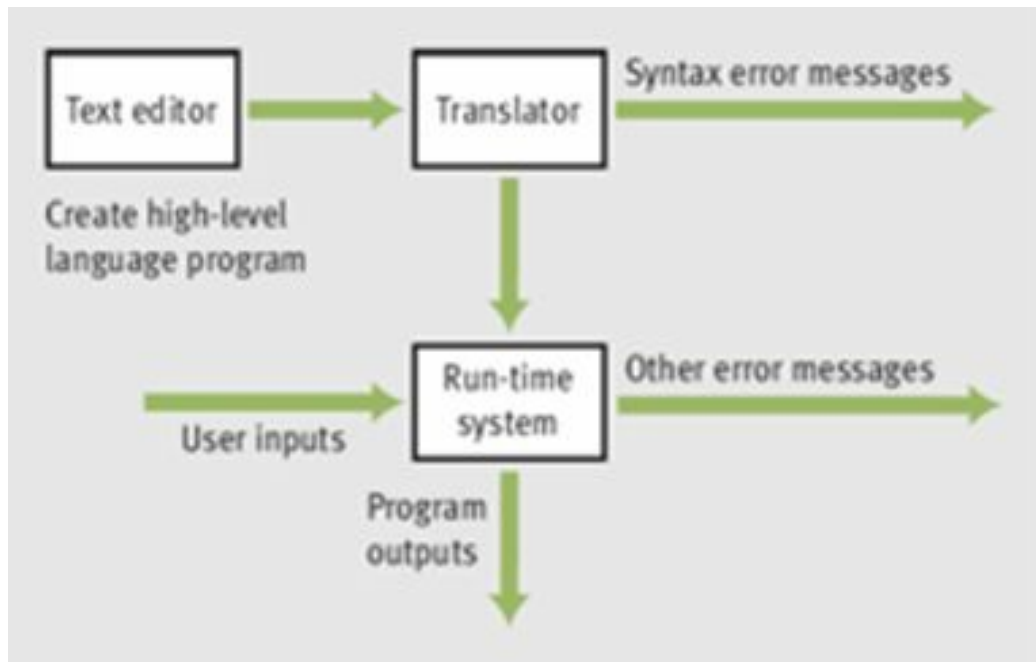 Text editor
Translator
Syntax error messages
Create high-level
language program
Run-time
system
Other error messages
User inputs
Program
outputs